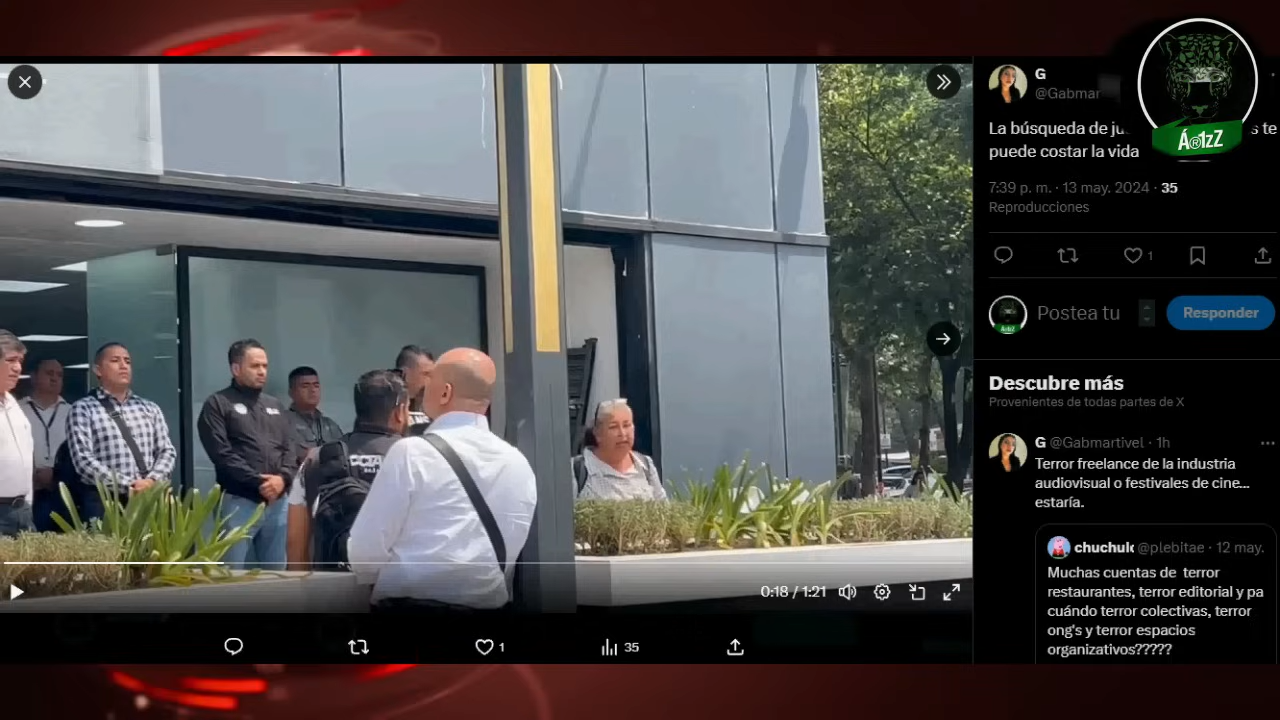 G
@Gabmar
La búsqueda de
s te
puede costar la vida
7:39 p. m. · 13 may. 2024 · 35
Reproducciones
1
Postea tu
Responder
Descubre más
Provenientes de todas partes de X
G @Gabmartivel · 1h
Terror freelance de la industria
audiovisual o festivales de cine...
estaría.
@plebitae · 12 may.
Muchas cuentas de terror
restaurantes, terror editorial y pa
cuándo terror colectivas, terror
ong's y terror espacios
organizativos?????
Á®1zZ
0:18 / 1:21
1
35